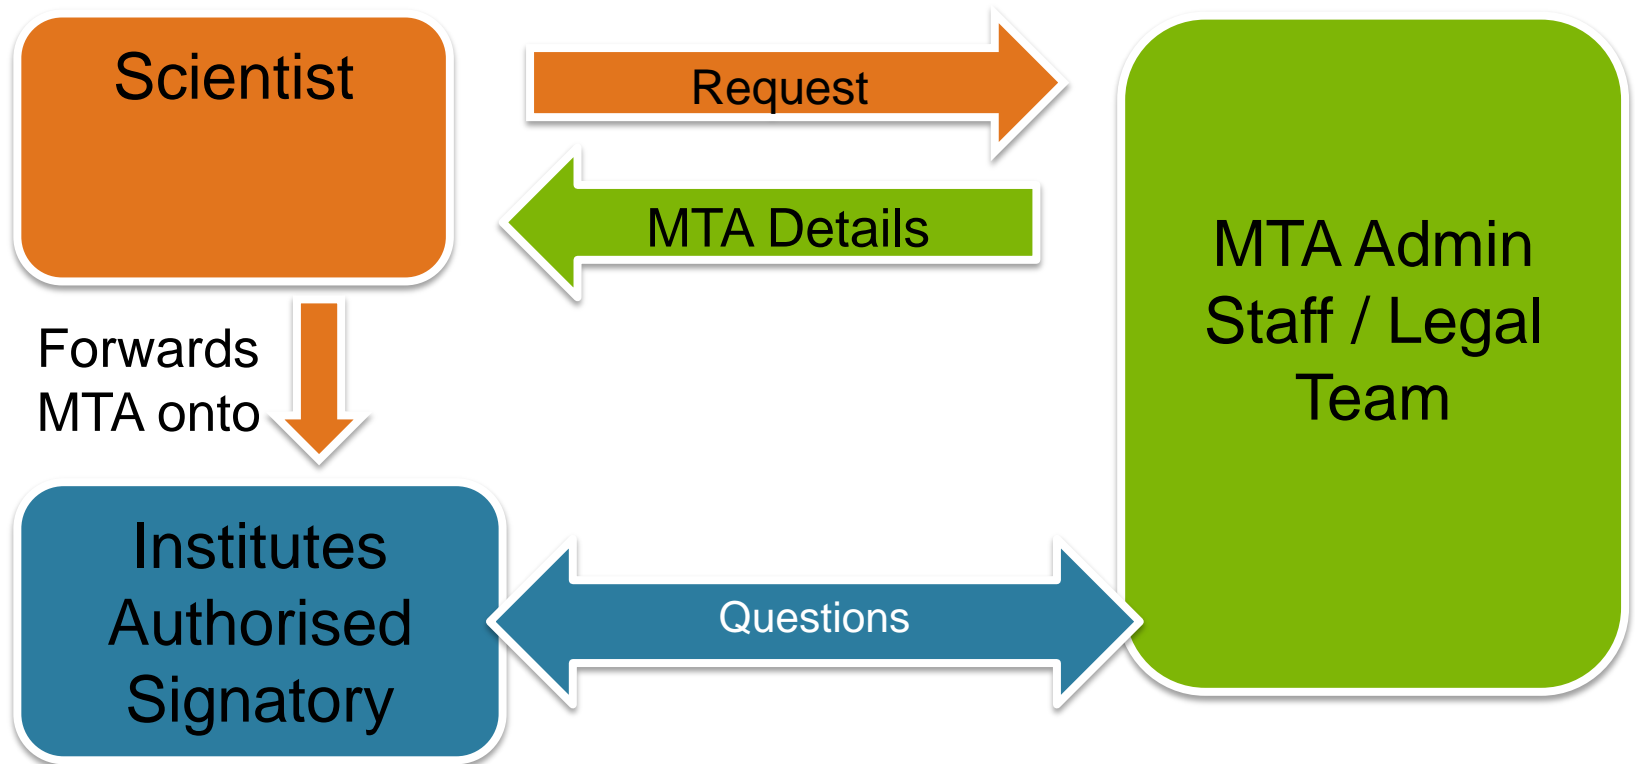 Scientist
Request
MTA Details
MTA Admin
Staff / Legal
Team
Forwards
MTA onto
Institutes
Authorised
Signatory
Questions